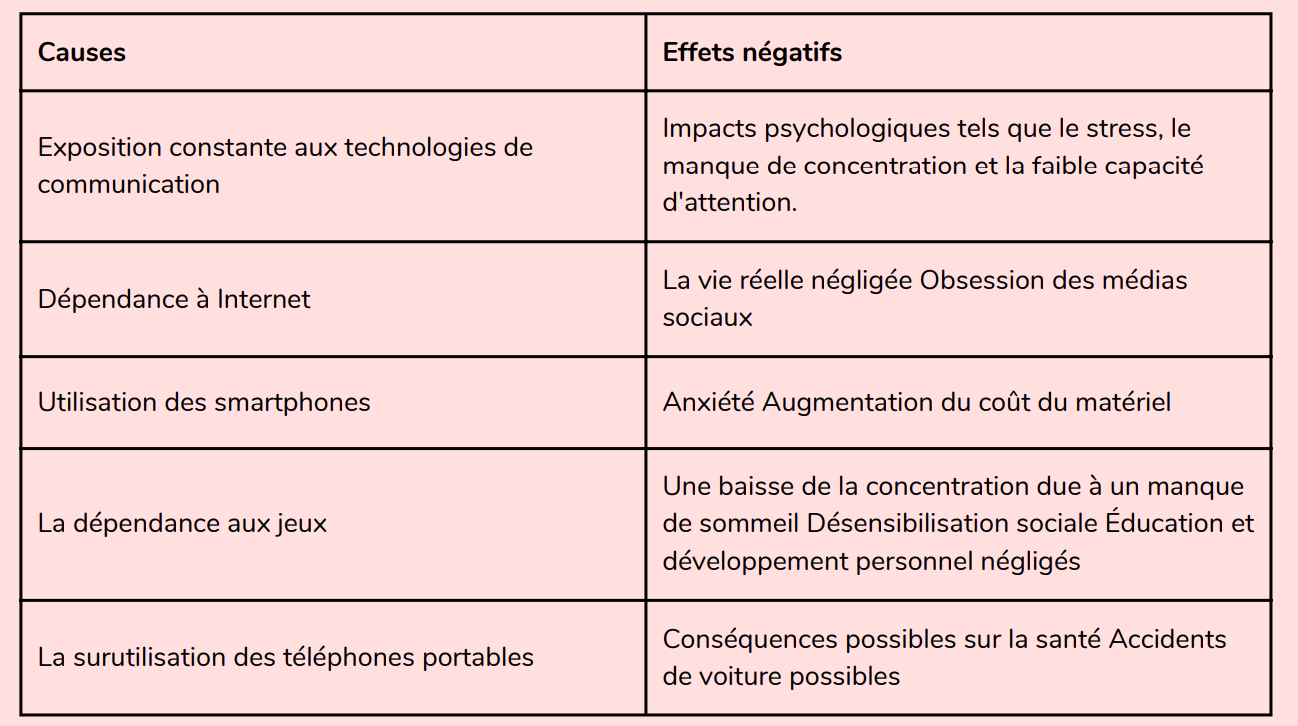 Causes
Effets négatifs
Exposition constante aux technologies de
communication
Impacts psychologiques tels que le stress, le
manque de concentration et la faible capacité
d'attention.
Dépendance à Internet
La vie réelle négligée Obsession des médias
sociaux
Utilisation des smartphones
Anxiété Augmentation du coût du matériel
La dépendance aux jeux
Une baisse de la concentration due à un manque
de sommeil Désensibilisation sociale Éducation et
développement personnel négligés
La surutilisation des téléphones portables
Conséquences possibles sur la santé Accidents
de voiture possibles